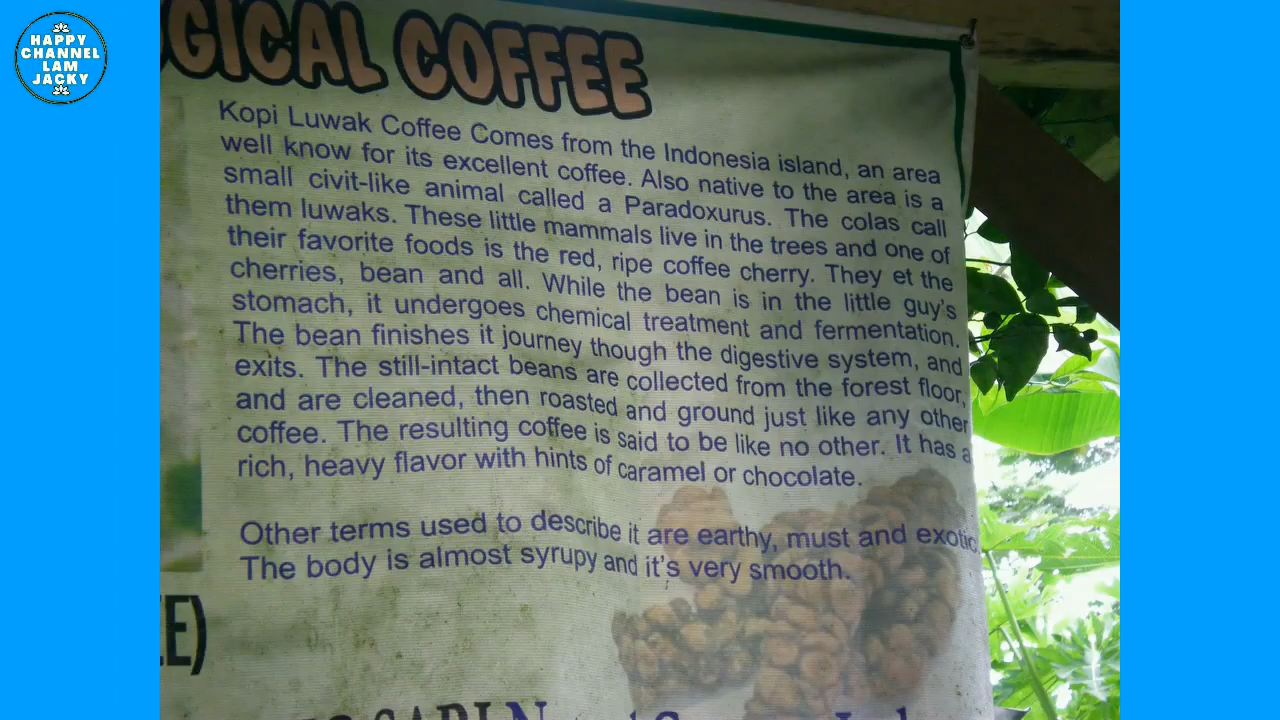 HAPPY
CHANNEL
LAM
JACKY
GICAL COFFEE
Kopi Luwak Coffee Comes from the Indonesia island, an area
well know for its excellent coffee. Also native to the area is a
small civit-like animal called a Paradoxurus. The colas call
them luwaks. These little mammals live in the trees and one of
their favorite foods is the red, ripe coffee cherry. They et the
cherries, bean and all. While the bean is in the little guy's
stomach, it undergoes chemical treatment and fermentation.
The bean finishes it journey though the digestive system, and
exits. The still-intact beans are collected from the forest floor,
and are cleaned, then roasted and ground just like any other
coffee. The resulting coffee is said to be like no other. It has a
rich, heavy flavor with hints of caramel or chocolate.
Other terms used to describe it are earthy, must and exotic
The body is almost syrupy and it's very smooth.
E)